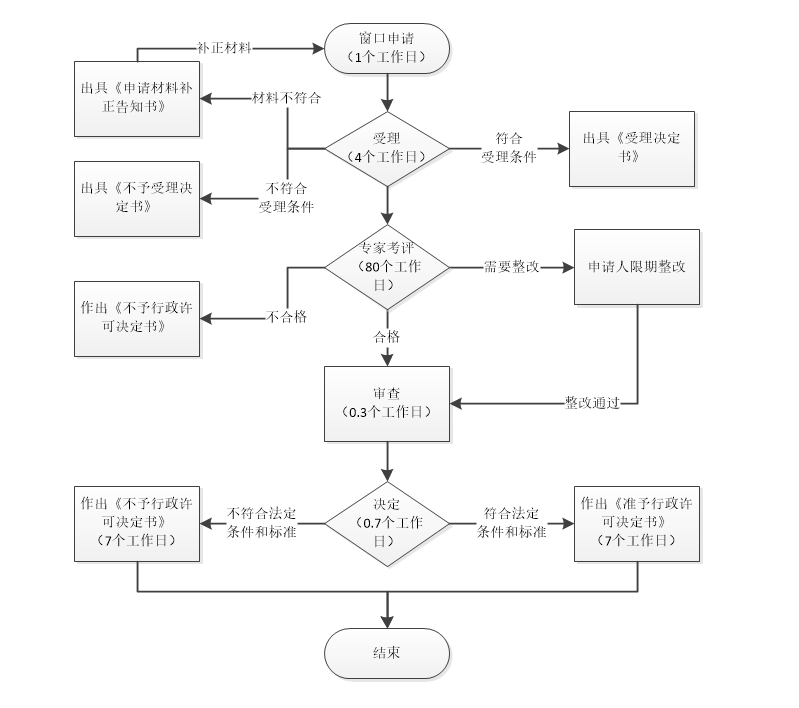 窗口申请
（1个工作日）
补正材料
出具《申请材料补
正告知书》
材料不符合
受理
（4个工作日）
符合
受理条件
出具《受理决定
书》
出具《不予受理决
定书》
不符合
受理条件
专家考评
（80个工作
日）
需要整改
申请人限期整改
作出《不予行政许
可决定书》
不合格
合格
审查
（0.3个工作日）
整改通过
作出《不予行政许
可决定书》
（7个工作日）
不符合法定
条件和标准
决定
（0.7个工作
日）
符合法定
条件和标准
作出《准予行政许
可决定书》
（7个工作日）
结束